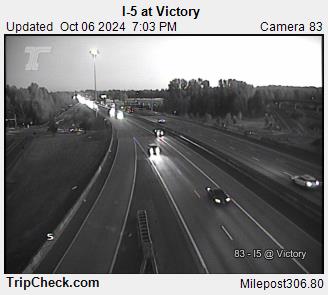 I-5 at Victory
Updated Oct 06 2024 7:03 PM Camera 83
T
S
83 - I5 @ Victory
TripCheck.com Milepost306.80